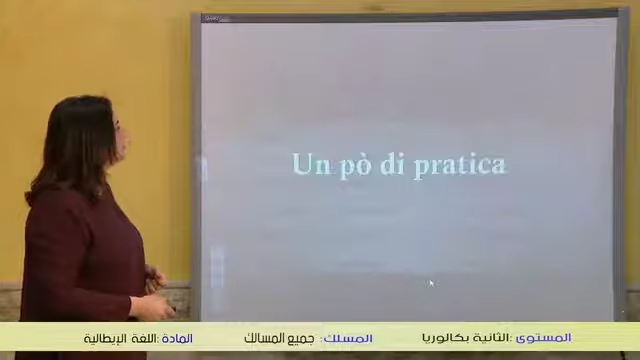 Un pò di pratica
المستوى :الثانية بكالوريا المسلك: جميع المسالك المادة :اللغة الإيطالية